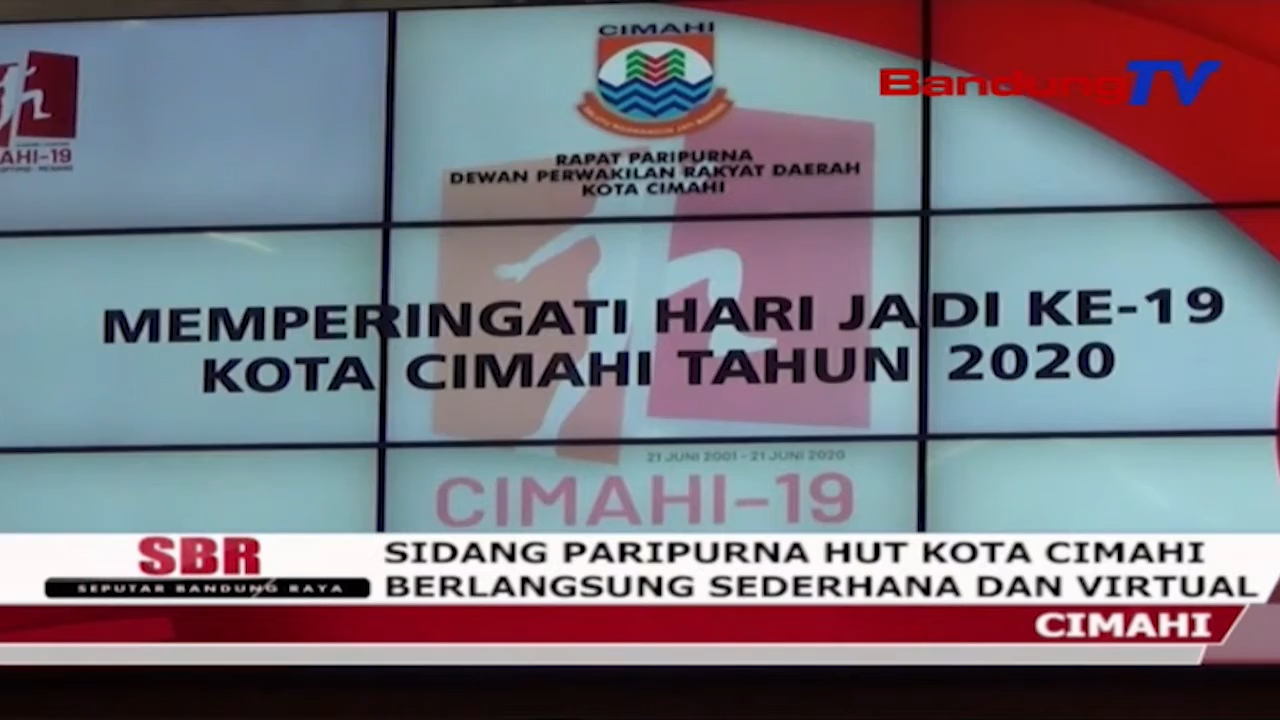 CIMAHI
BandungTV
AHI-19
RAPAT PARIPURNA
DEWAN PERWAKILAN RAKYAT DAERAH
KOTA CIMAHI
MEMPERINGATI HARI JADI KE-19
KOTA CIMAHI TAHUN 2020
21 JUNI 2001 - 21 JUNI 2020
CIMAHI-19
SBR
SEPUTAR BANDUNG RAYA
SIDANG PARIPURNA HUT KOTA CIMAHI
BERLANGSUNG SEDERHANA DAN VIRTUAL
CIMAHI